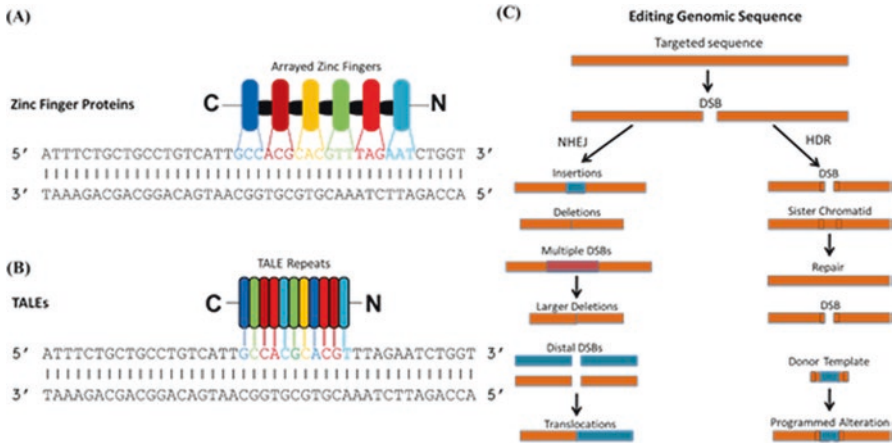 (A)
Arrayed Zinc Fingers
Zinc Finger Proteins
C N
5′ ATTTCTGCTGCCTGTCATTGCCACGCACGTTTAGAATCTGGT 3′
3′ TAAAGACGACGGACAGTAACGGTGCGTGCAAATCTTAGACCA 5′
(B)
TALE Repeats
TALEs
C N
5′ ATTTCTGCTGCCTGTCATTGCCACGCACGTTTAGAATCTGGT 3′
3′ TAAAGACGACGGACAGTAACGGTGCGTGCAAATCTTAGACCA 5′
(C)
Editing Genomic Sequence
Targeted sequence
DSB
NHEJ
HDR
Insertions
Deletions
Multiple DSBs
Larger Deletions
Distal DSBs
Translocations
DSB
Sister Chromatid
Repair
DSB
Donor Template
Programmed Alteration